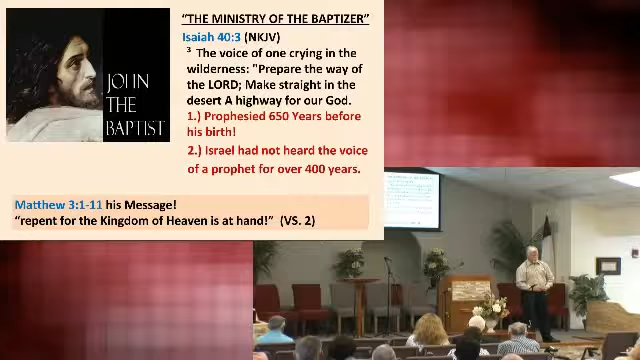 "THE MINISTRY OF THE BAPTIZER"
Isaiah 40:3 (NKJV)
3 The voice of one crying in the
wilderness: "Prepare the way of
the LORD; Make straight in the
desert A highway for our God.
1.) Prophesied 650 Years before
his birth!
2.) Israel had not heard the voice
of a prophet for over 400 years.
JOHN
THE
BAPTIST
Matthew 3:1-11 his Message!
"repent for the Kingdom of Heaven is at hand!" (VS. 2)